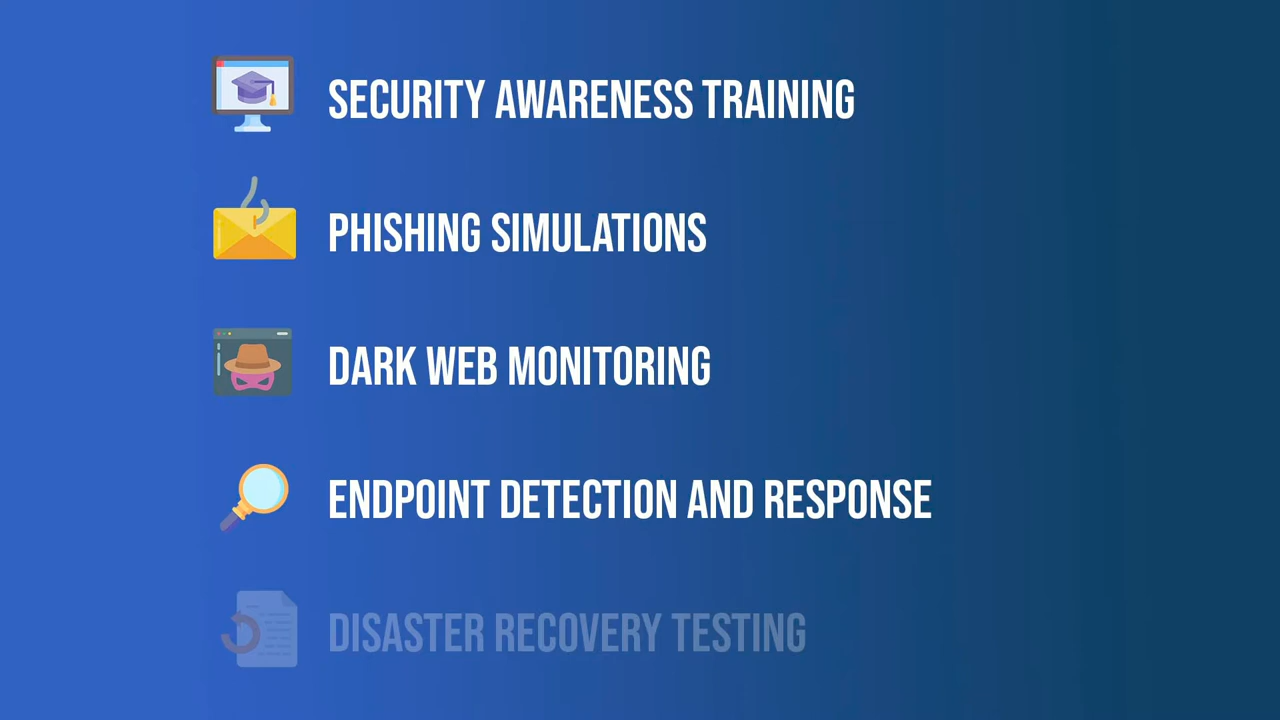 SECURITY AWARENESS TRAINING
PHISHING SIMULATIONS
DARK WEB MONITORING
ENDPOINT DETECTION AND RESPONSE
DISASTER RECOVERY TESTING